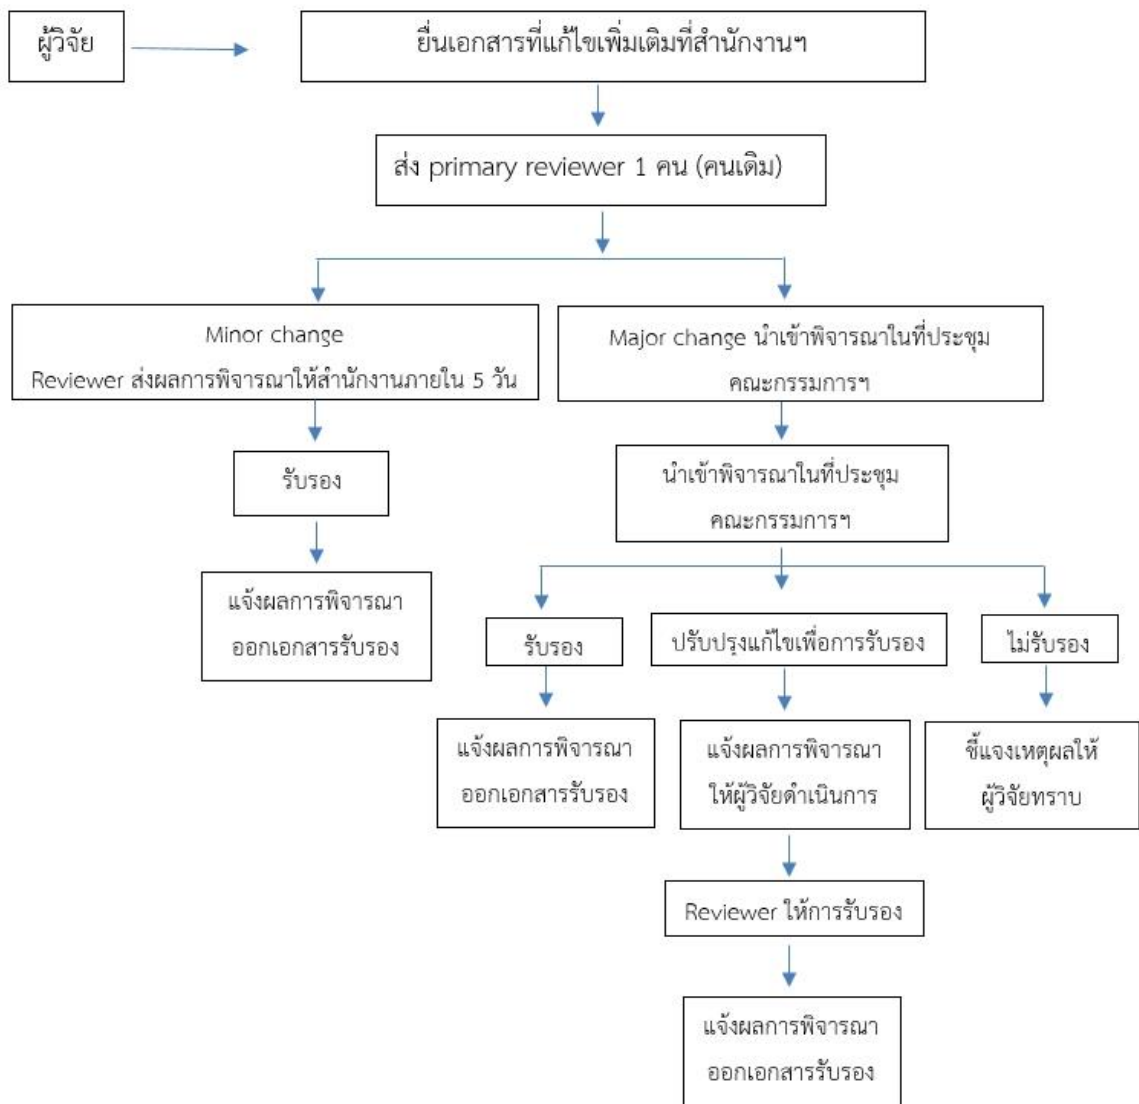 ผู้วิจัย
ยื่นเอกสารที่แก้ไขเพิ่มเติมที่สำนักงานฯ
ส่ง primary reviewer 1 คน (คนเดิม)
Minor change
Reviewer ส่งผลการพิจารณาให้สำนักงานภายใน 5 วัน
Major change นำเข้าพิจารณาในที่ประชุม
คณะกรรมการฯ
รับรอง
นำเข้าพิจารณาในที่ประชุม
คณะกรรมการฯ
แจ้งผลการพิจารณา
ออกเอกสารรับรอง
รับรอง
ปรับปรุงแก้ไขเพื่อการรับรอง
ไม่รับรอง
แจ้งผลการพิจารณา
ออกเอกสารรับรอง
แจ้งผลการพิจารณา
ให้ผู้วิจัยดำเนินการ
ชี้แจงเหตุผลให้
ผู้วิจัยทราบ
Reviewer ให้การรับรอง
แจ้งผลการพิจารณา
ออกเอกสารรับรอง